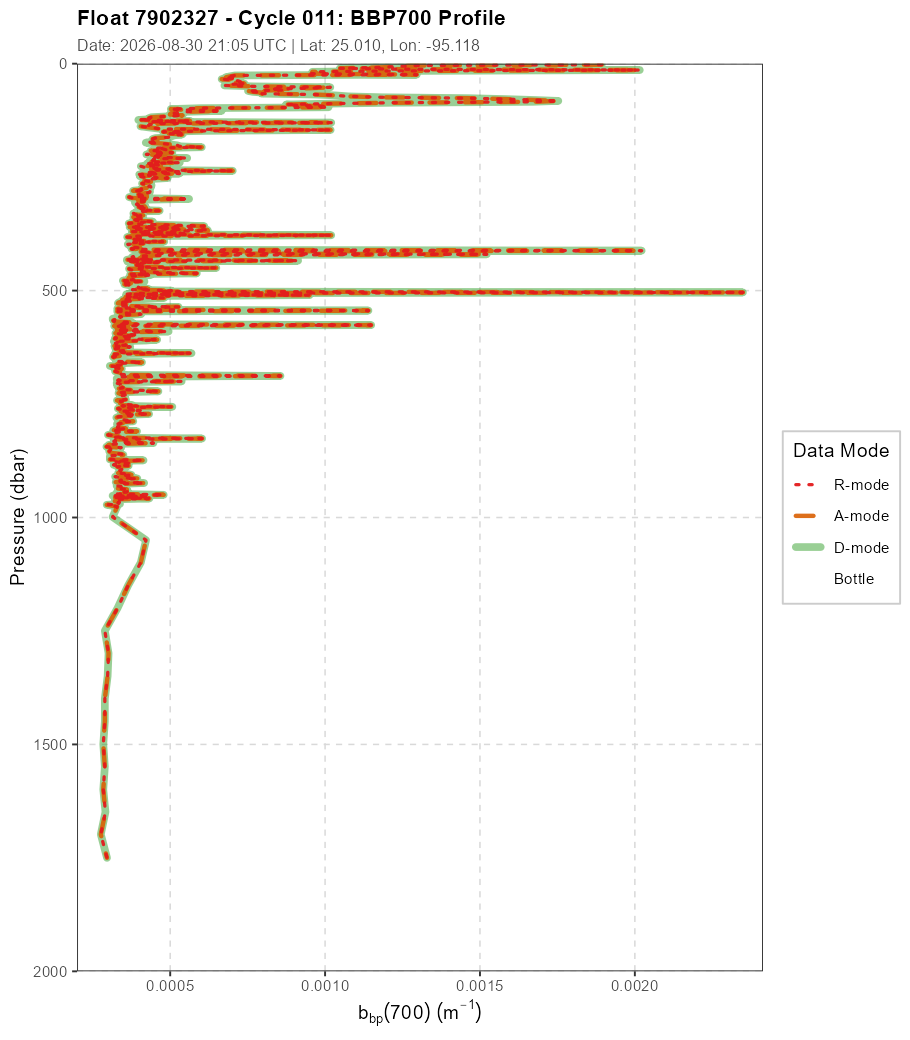 Float 7902327 - Cycle 011: BBP700 Profile
Date: 2026-08-30 21:05 UTC | Lat: 25.010, Lon: -95.118
0
500
1000
1500
2000
Pressure (dbar)
0.0005
0.0010
0.0015
0.0020
b_bp(700) (m⁻¹)
Data Mode
R-mode
A-mode
D-mode
Bottle